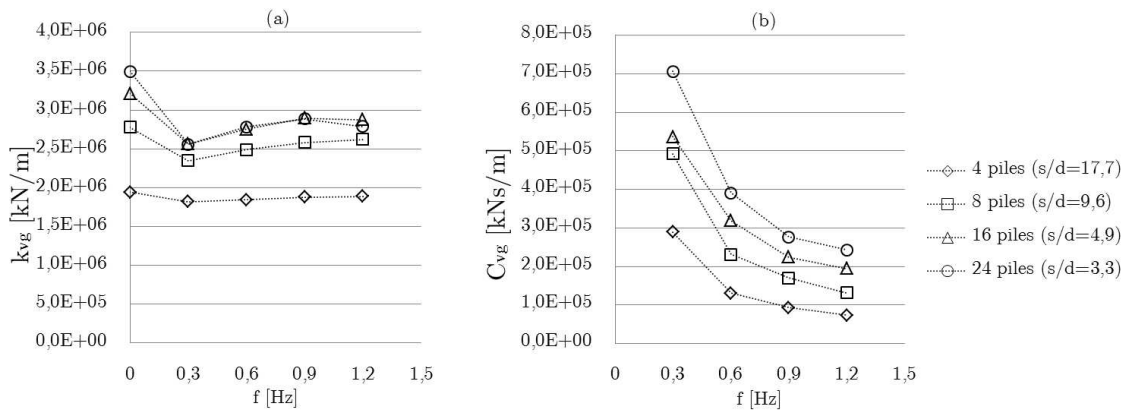 (a)
4,0E+06
3,5E+06
3,0E+06
2,5E+06
2,0E+06
1,5E+06
1,0E+06
5,0E+05
0,0E+00
kvg [kN/m]
0 0,3 0,6 0,9 1,2 1,5
f [Hz]
(b)
8,0E+05
7,0E+05
6,0E+05
5,0E+05
4,0E+05
3,0E+05
2,0E+05
1,0E+05
0,0E+00
Cvg [kNs/m]
0 0,3 0,6 0,9 1,2 1,5
f [Hz]
4 piles (s/d=17,7)
8 piles (s/d=9,6)
16 piles (s/d=4,9)
24 piles (s/d=3,3)